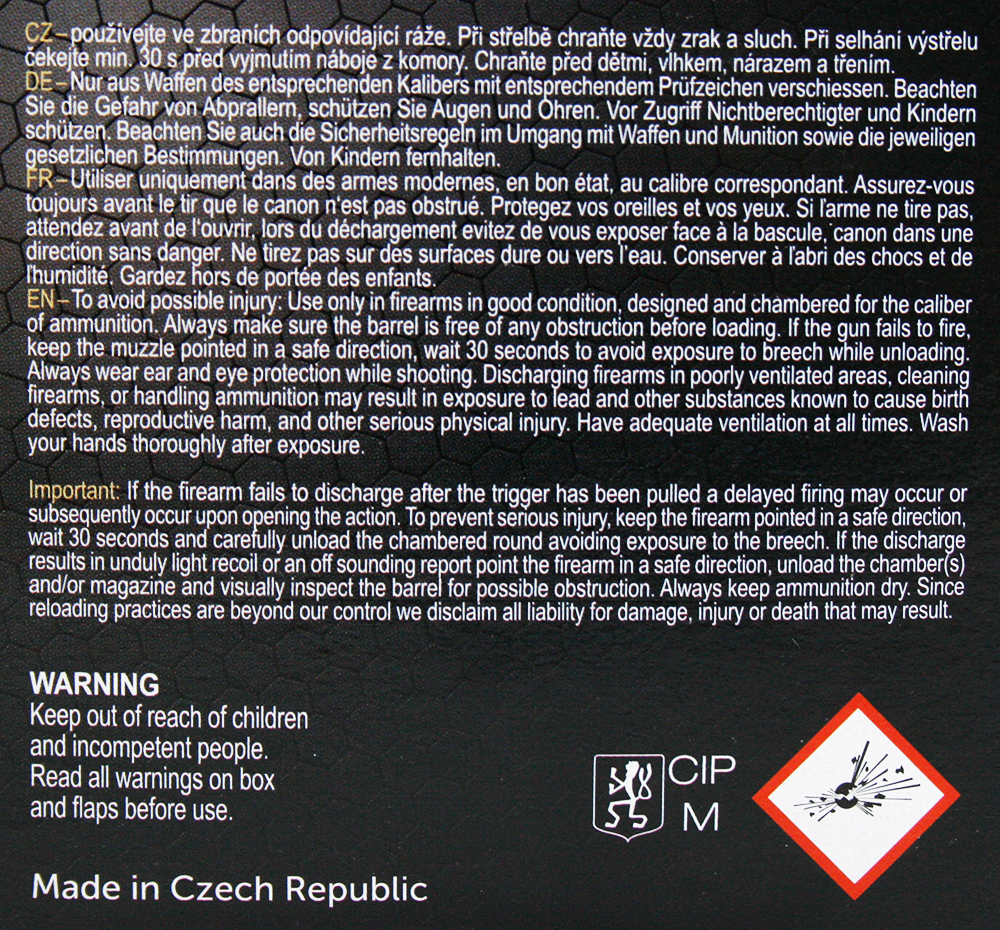 CZ–používejte ve zbraních odpovídající ráže. Při střelbě chraňte vždy zrak a sluch. Při selhání výstřelu
čekejte min. 30 s před vyjmutím náboje z komory. Chraňte před dětmi, vlhkem, nárazem a třením.
DE–Nur aus Waffen des entsprechenden Kalibers mit entsprechendem Prüfzeichen verschiessen. Beachten
Sie die Gefahr von Abprallern, schützen Sie Augen und Ohren. Vor Zugriff Nichtberechtigter und Kindern
schützen. Beachten Sie auch die Sicherheitsregeln im Umgang mit Waffen und Munition sowie die jeweiligen
gesetzlichen Bestimmungen. Von Kindern fernhalten.
FR–Utiliser uniquement dans des armes modernes, en bon état, au calibre correspondant. Assurez-vous
toujours avant le tir que le canon n'est pas obstrué. Protegez vos oreilles et vos yeux. Si l'arme ne tire pas,
attendez avant de l'ouvrir, lors du déchargement evitez de vous exposer face à la bascule, canon dans une
direction sans danger. Ne tirez pas sur des surfaces dure ou vers l'eau. Conserver à l'abri des chocs et de
l'humidité. Gardez hors de portée des enfants.
EN–To avoid possible injury: Use only in firearms in good condition, designed and chambered for the caliber
of ammunition. Always make sure the barrel is free of any obstruction before loading. If the gun fails to fire,
keep the muzzle pointed in a safe direction, wait 30 seconds to avoid exposure to breech while unloading.
Always wear ear and eye protection while shooting. Discharging firearms in poorly ventilated areas, cleaning
firearms, or handling ammunition may result in exposure to lead and other substances known to cause birth
defects, reproductive harm, and other serious physical injury. Have adequate ventilation at all times. Wash
your hands thoroughly after exposure.
Important: If the firearm fails to discharge after the trigger has been pulled a delayed firing may occur or
subsequently occur upon opening the action. To prevent serious injury, keep the firearm pointed in a safe direction,
wait 30 seconds and carefully unload the chambered round avoiding exposure to the breech. If the discharge
results in unduly light recoil or an off sounding report point the firearm in a safe direction, unload the chamber(s)
and/or magazine and visually inspect the barrel for possible obstruction. Always keep ammunition dry. Since
reloading practices are beyond our control we disclaim all liability for damage, injury or death that may result.
WARNING
Keep out of reach of children
and incompetent people.
Read all warnings on box
and flaps before use.
CIP
M
Made in Czech Republic